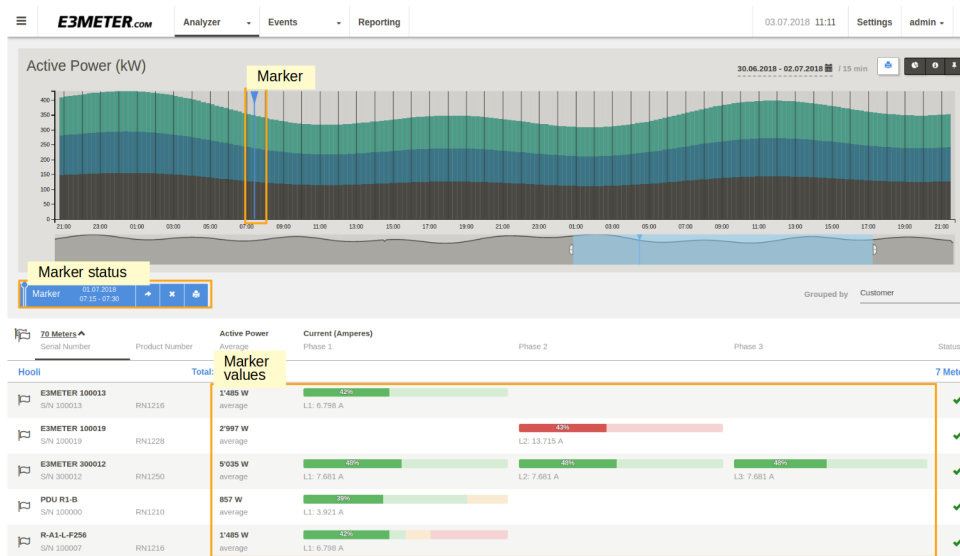 E3METER.COM Analyzer Events Reporting 03.07.2018 11:11 Settings admin
Active Power (kW)
Marker
30.06.2018 - 02.07.2018 / 15 min
400
350
300
250
200
150
100
50
0
21:00 23:00 01:00 03:00 05:00 07:00 09:00 11:00 13:00 15:00 17:00 19:00 21:00 23:00 01:00 03:00 05:00 07:00 09:00 11:00 13:00 15:00 17:00 19:00 21:00
Marker status
Marker 01.07.2018
07:15 - 07:30
Grouped by Customer
70 Meters Active Power Current (Amperes)
Serial Number Product Number Average Phase 1 Phase 2 Phase 3 Status
Marker
values
Hooli Total: 7 Mete
E3METER 100013 1'485 W 42%
S/N 100013 RN1216 average L1: 6.798 A
E3METER 100019 2'997 W 43%
S/N 100019 RN1228 average L2: 13.715 A
E3METER 300012 5'035 W 48% 48% 48%
S/N 300012 RN1250 average L1: 7.681 A L2: 7.681 A L3: 7.681 A
PDU R1-B 857 W 39%
S/N 100000 RN1210 average L1: 3.921 A
R-A1-L-F256 1'485 W 42%
S/N 100007 RN1216 average L1: 6.798 A